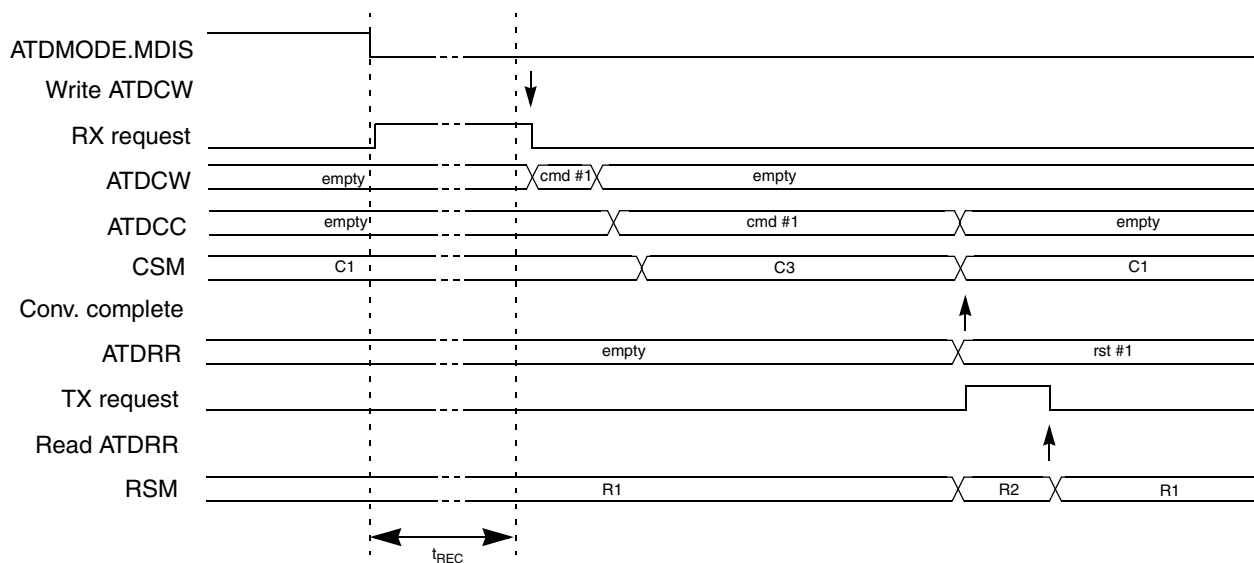 ATDMODE.MDIS
Write ATDCW
RX request
ATDCW empty cmd #1 empty
ATDCC empty cmd #1 empty
CSM C1 C3 C1
Conv. complete
ATDRR empty rst #1
TX request
Read ATDRR
RSM R1 R2 R1
tREC